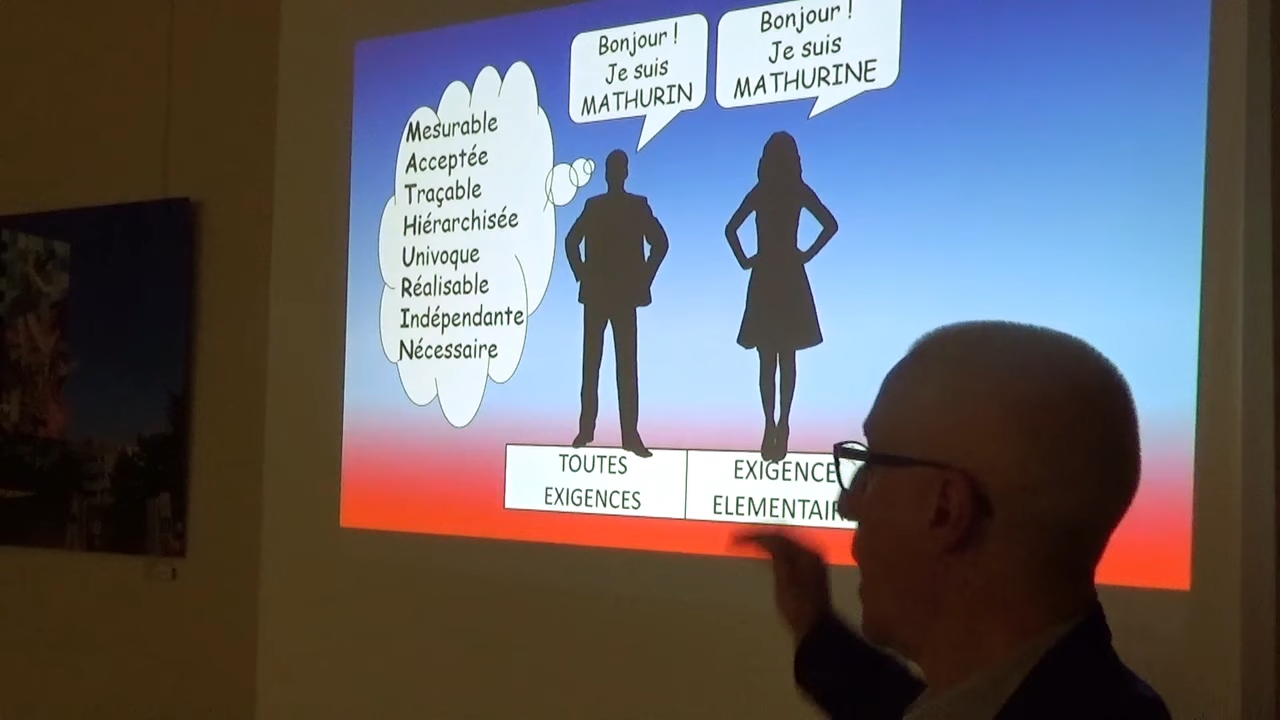 Bonjour !
Je suis
MATHURIN
Bonjour !
Je suis
MATHURINE
Mesurable
Acceptée
Traçable
Hiérarchisée
Univoque
Réalisable
Indépendante
Nécessaire
TOUTES
EXIGENCES